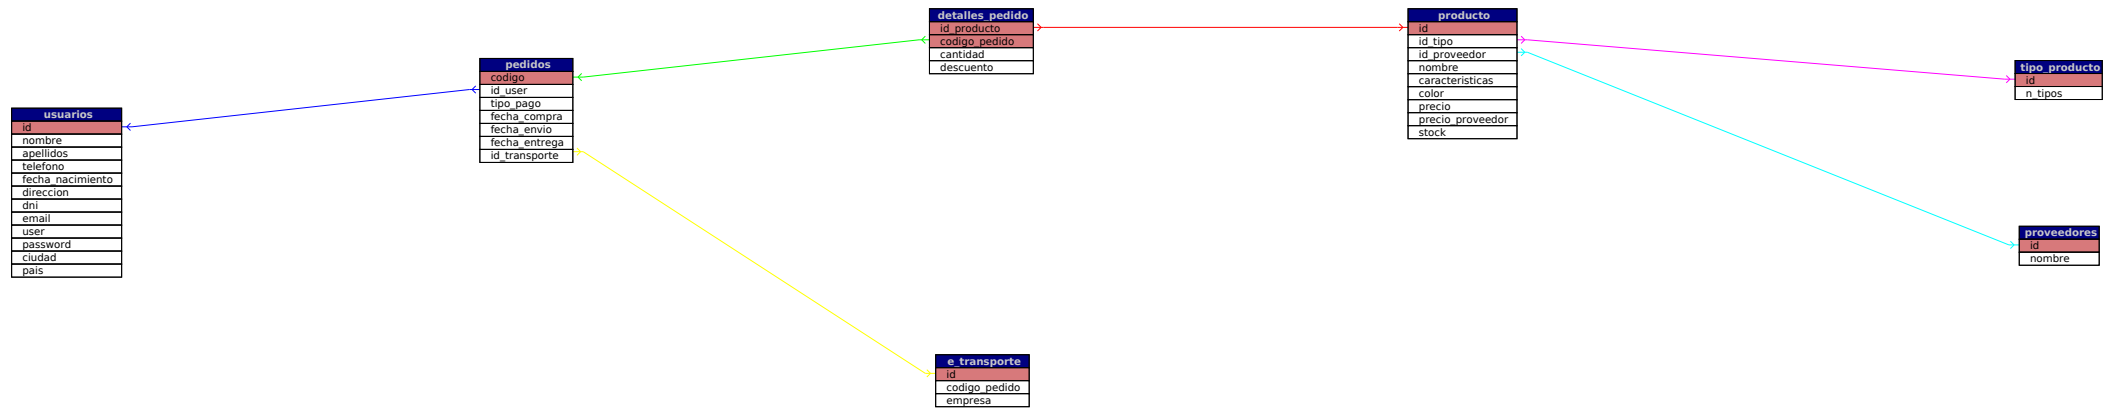 usuarios
id
nombre
apellidos
telefono
fecha_nacimiento
direccion
dni
email
user
password
ciudad
pais
pedidos
codigo
id_user
tipo_pago
fecha_compra
fecha_envio
fecha_entrega
id_transporte
detalles_pedido
id_producto
codigo_pedido
cantidad
descuento
e_transporte
id
codigo_pedido
empresa
producto
id
id_tipo
id_proveedor
nombre
caracteristicas
color
precio
precio_proveedor
stock
tipo_producto
id
n_tipos
proveedores
id
nombre